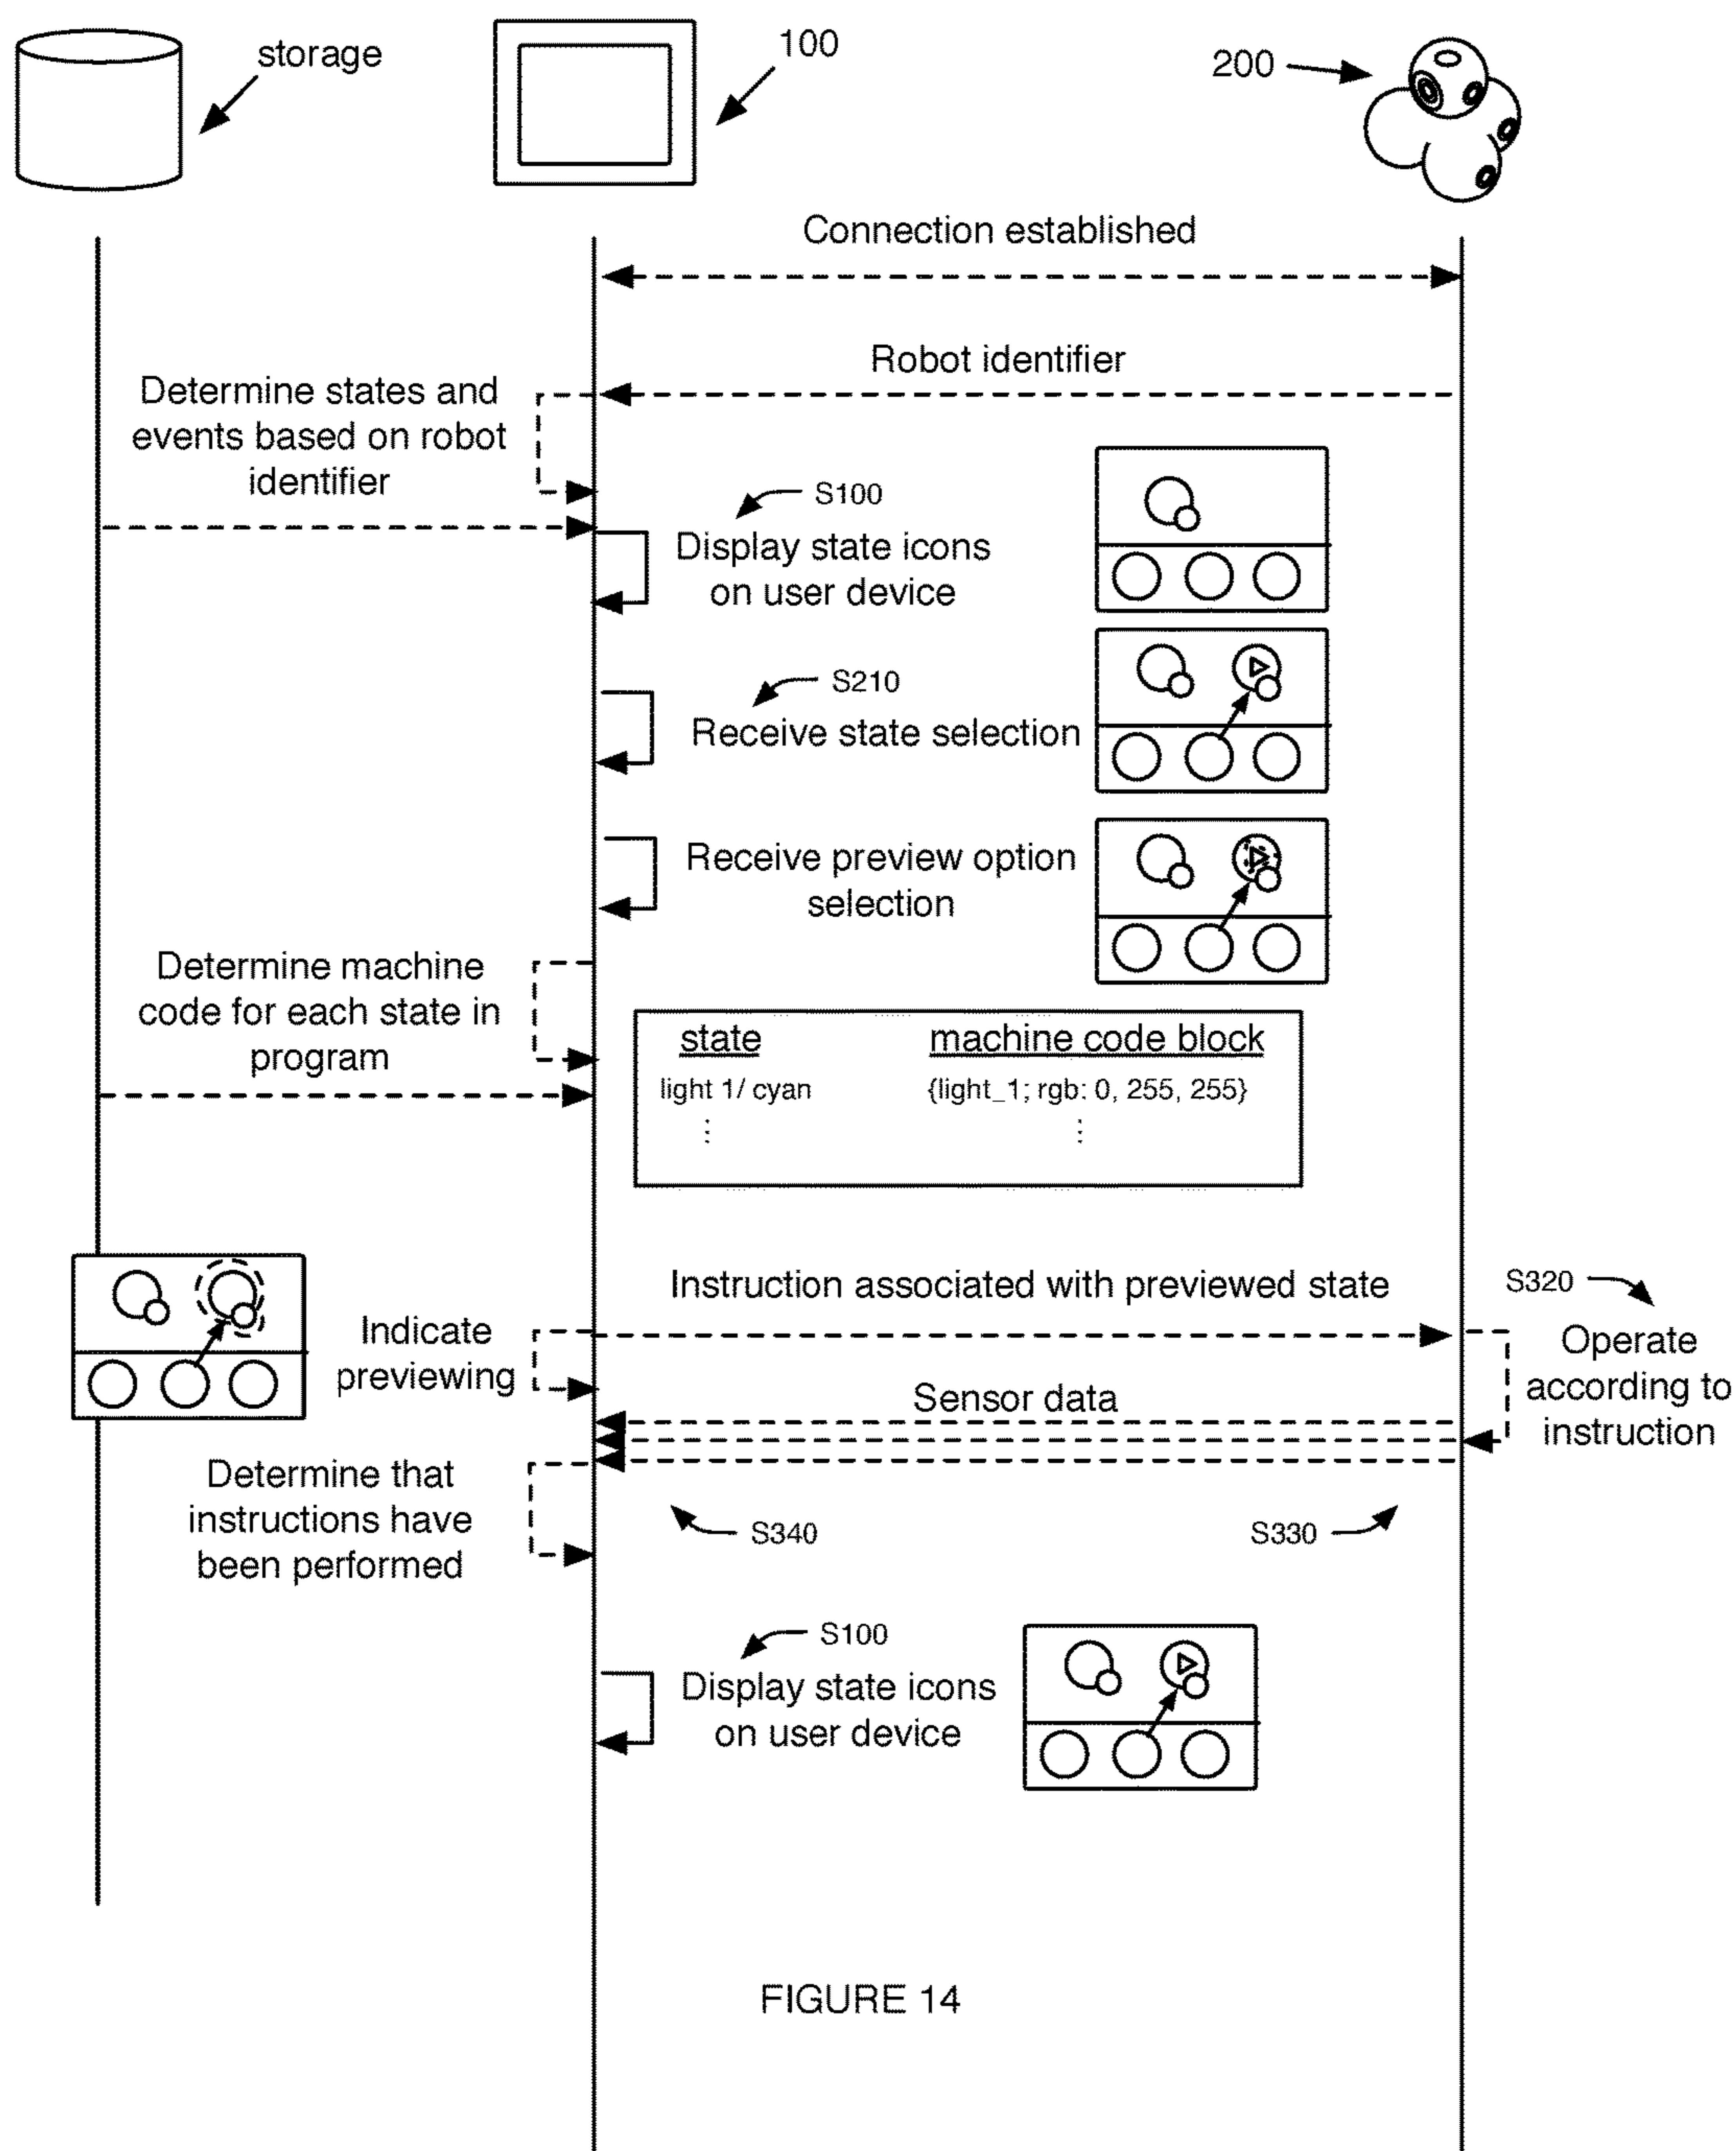 storage
100
200
Connection established
Robot identifier
Determine states and
events based on robot
identifier
S100
Display state icons
on user device
S210
Receive state selection
Receive preview option
selection
Determine machine
code for each state in
program
state machine code block
light 1/ cyan {light_1; rgb: 0, 255, 255}
⋮ ⋮
Instruction associated with previewed state
S320
Indicate
previewing
Operate
according to
instruction
Sensor data
Determine that
instructions have
been performed
S340
S330
S100
Display state icons
on user device
FIGURE 14